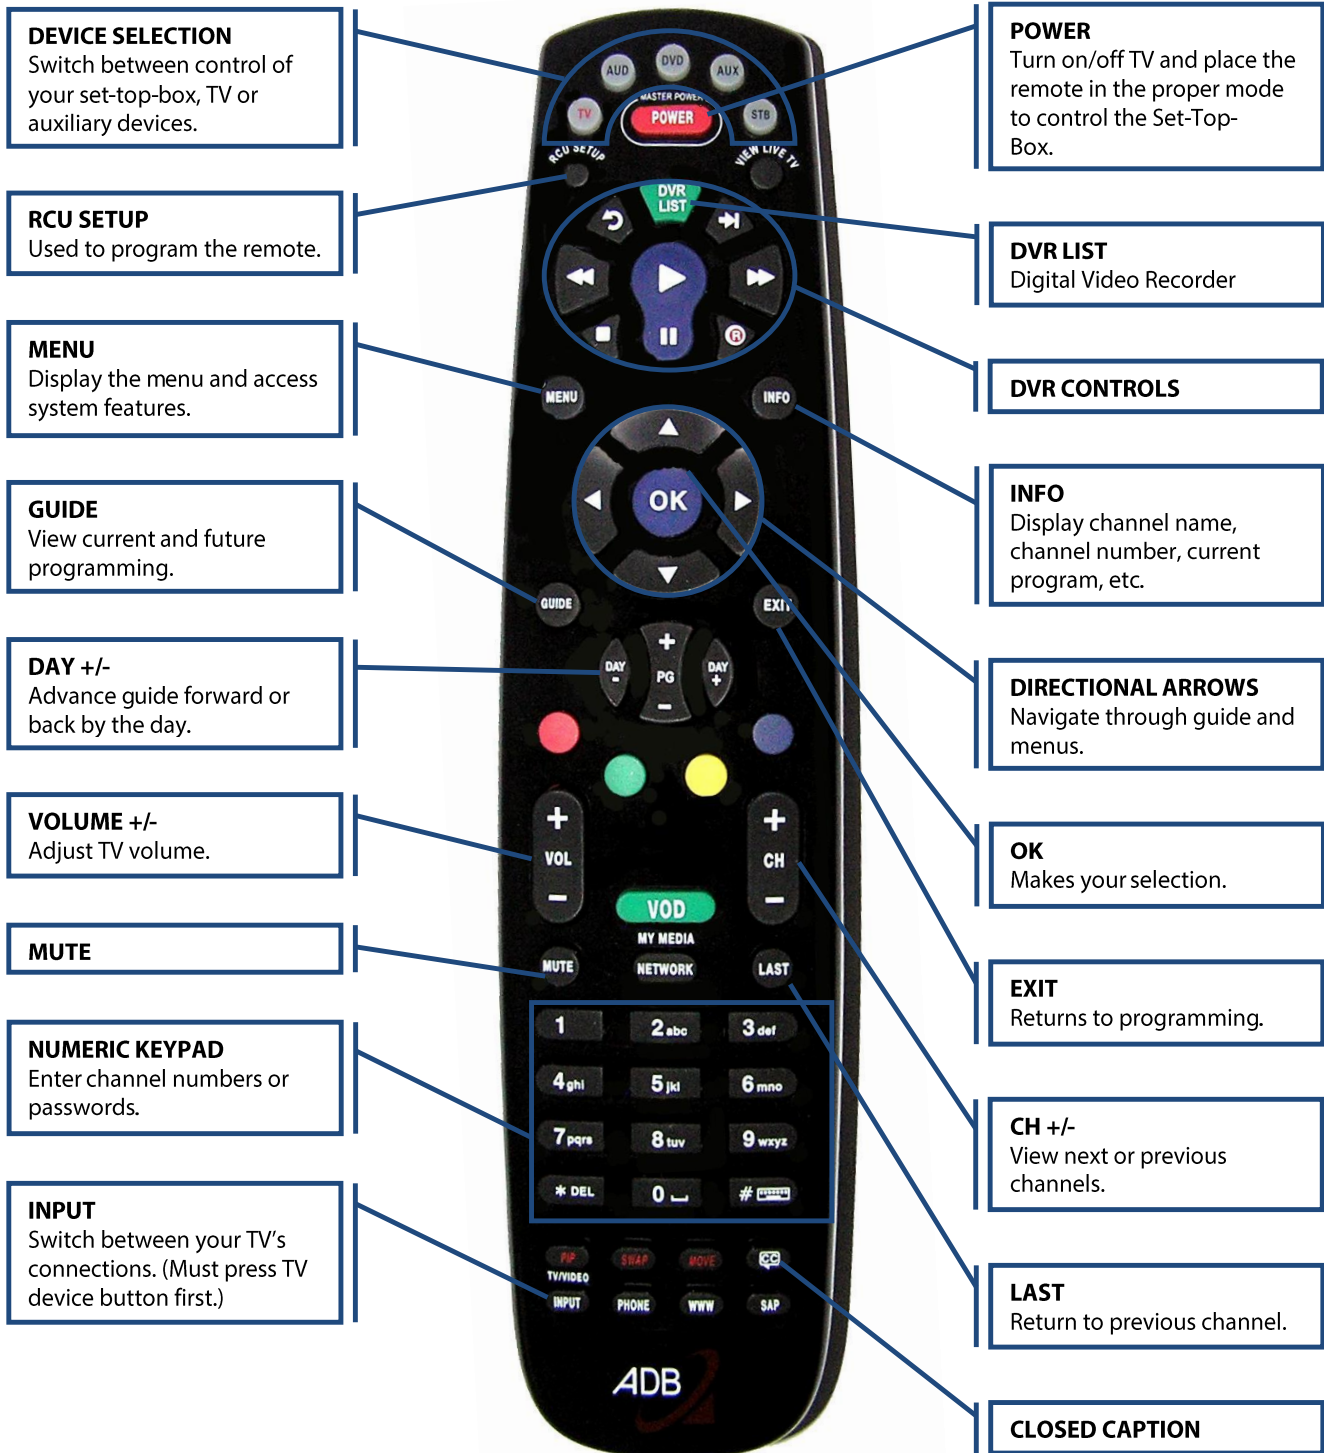 DEVICE SELECTION
Switch between control of
your set-top-box, TV or
auxiliary devices.
RCU SETUP
Used to program the remote.
MENU
Display the menu and access
system features.
GUIDE
View current and future
programming.
DAY +/-
Advance guide forward or
back by the day.
VOLUME +/-
Adjust TV volume.
MUTE
NUMERIC KEYPAD
Enter channel numbers or
passwords.
INPUT
Switch between your TV's
connections. (Must press TV
device button first.)
AUD DVD AUX
MASTER POWER
TV POWER STB
RCU SETUP VIEW LIVE TV
DVR
LIST
®
MENU INFO
OK
GUIDE EXIT
+
DAY
-
PG
DAY
+
−
+ +
VOL CH
− −
VOD
MY MEDIA
MUTE NETWORK LAST
1 2 abc 3 def
4 ghi 5 jkl 6 mno
7 pqrs 8 tuv 9 wxyz
* DEL 0 #
PIP SWAP MOVE CC
TV/VIDEO
INPUT PHONE WWW SAP
ADB
POWER
Turn on/off TV and place the
remote in the proper mode
to control the Set-Top-
Box.
DVR LIST
Digital Video Recorder
DVR CONTROLS
INFO
Display channel name,
channel number, current
program, etc.
DIRECTIONAL ARROWS
Navigate through guide and
menus.
OK
Makes your selection.
EXIT
Returns to programming.
CH +/-
View next or previous
channels.
LAST
Return to previous channel.
CLOSED CAPTION